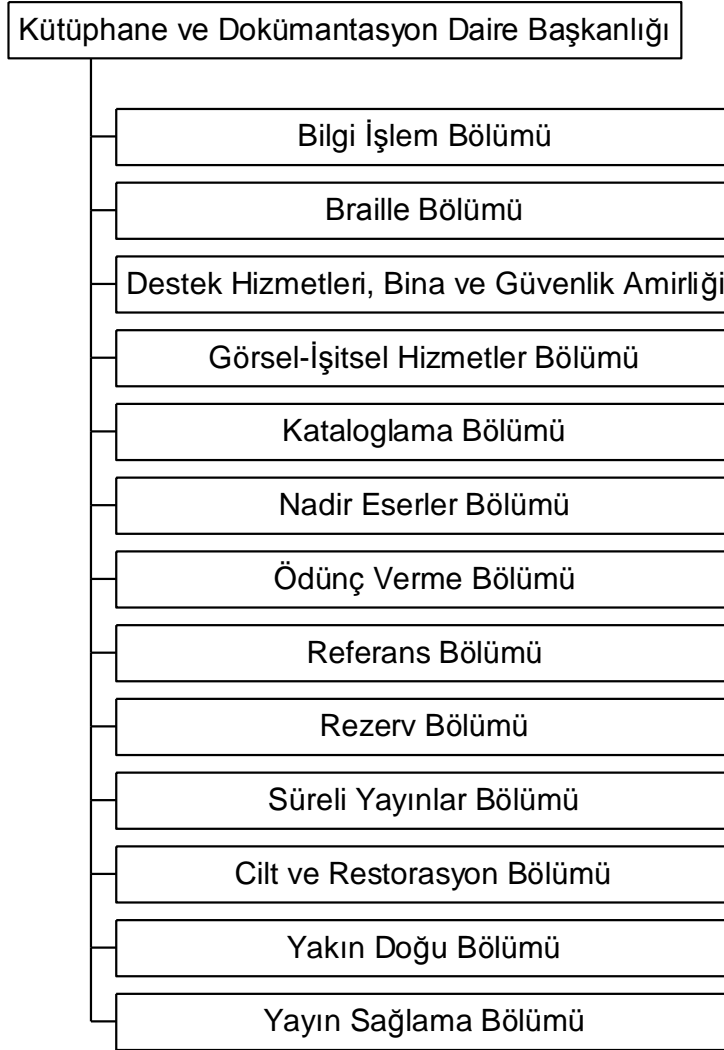 Kütüphane ve Dokümantasyon Daire Başkanlığı
Bilgi İşlem Bölümü
Braille Bölümü
Destek Hizmetleri, Bina ve Güvenlik Amirliği
Görsel-İşitsel Hizmetler Bölümü
Kataloglama Bölümü
Nadir Eserler Bölümü
Ödünç Verme Bölümü
Referans Bölümü
Rezerv Bölümü
Süreli Yayınlar Bölümü
Cilt ve Restorasyon Bölümü
Yakın Doğu Bölümü
Yayın Sağlama Bölümü